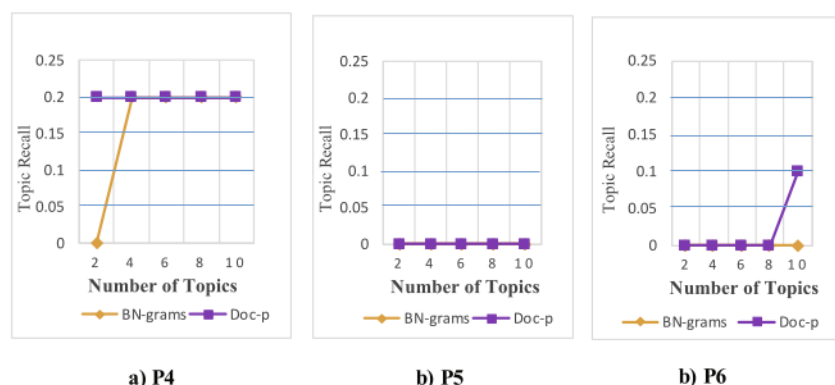 0.25
0.2
0.15
0.1
0.05
0
Topic Recall
2 4 6 8 10
Number of Topics
BN-grams Doc-p
a) P4
0.25
0.2
0.15
0.1
0.05
0
Topic Recall
2 4 6 8 10
Number of Topics
BN-grams Doc-p
b) P5
0.25
0.2
0.15
0.1
0.05
0
Topic Recall
2 4 6 8 10
Number of Topics
BN-grams Doc-p
b) P6